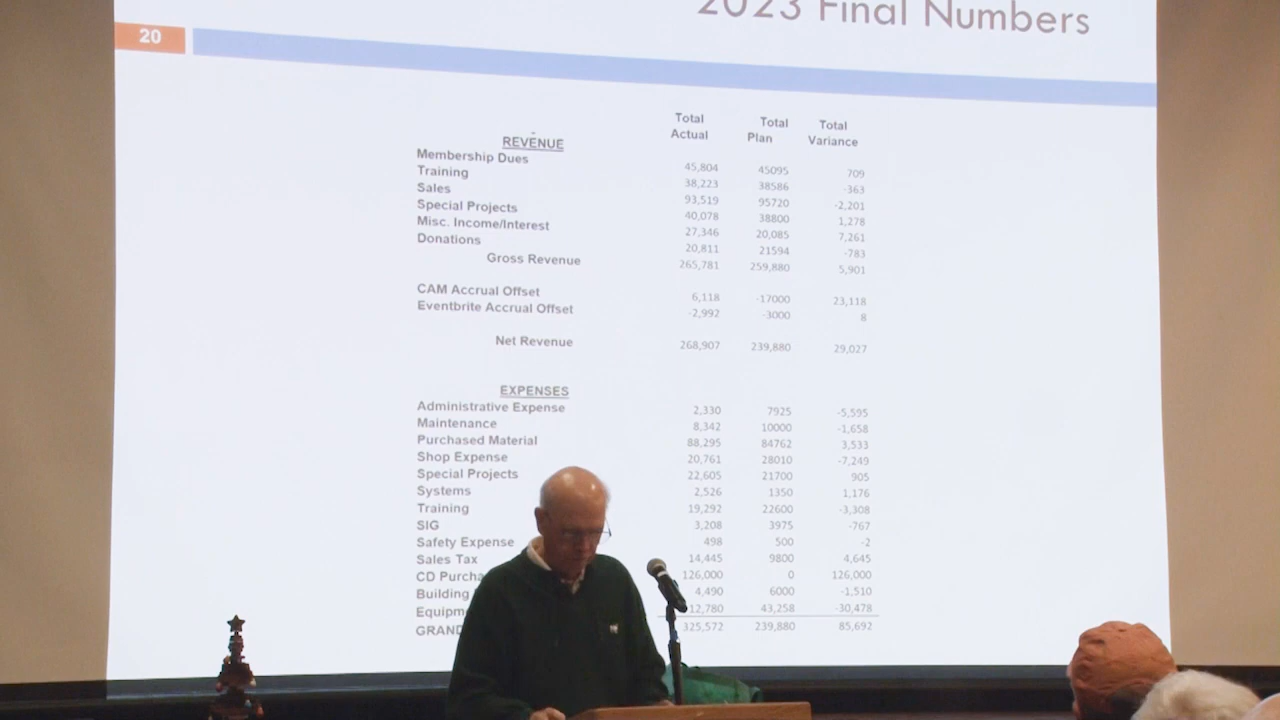 2023 Final Numbers
20
Total Actual Total Plan Total Variance
REVENUE
Membership Dues 45,804 45095 709
Training 38,223 38586 -363
Sales 93,519 95720 -2,201
Special Projects 40,078 38800 1,278
Misc. Income/Interest 27,346 20,085 7,261
Donations 20,811 21594 -783
Gross Revenue 265,781 259,880 5,901
CAM Accrual Offset 6,118 -17000 23,118
Eventbrite Accrual Offset -2,992 -3000 8
Net Revenue 268,907 239,880 29,027
EXPENSES
Administrative Expense 2,330 7925 -5,595
Maintenance 8,342 10000 -1,658
Purchased Material 88,295 84762 3,533
Shop Expense 20,761 28010 -7,249
Special Projects 22,605 21700 905
Systems 2,526 1350 1,176
Training 19,292 22600 -3,308
SIG 3,208 3975 -767
Safety Expense 498 500 -2
Sales Tax 14,445 9800 4,645
CD Purcha 126,000 0 126,000
Building 4,490 6000 -1,510
Equipm 12,780 43,258 -30,478
GRAND 325,572 239,880 85,692